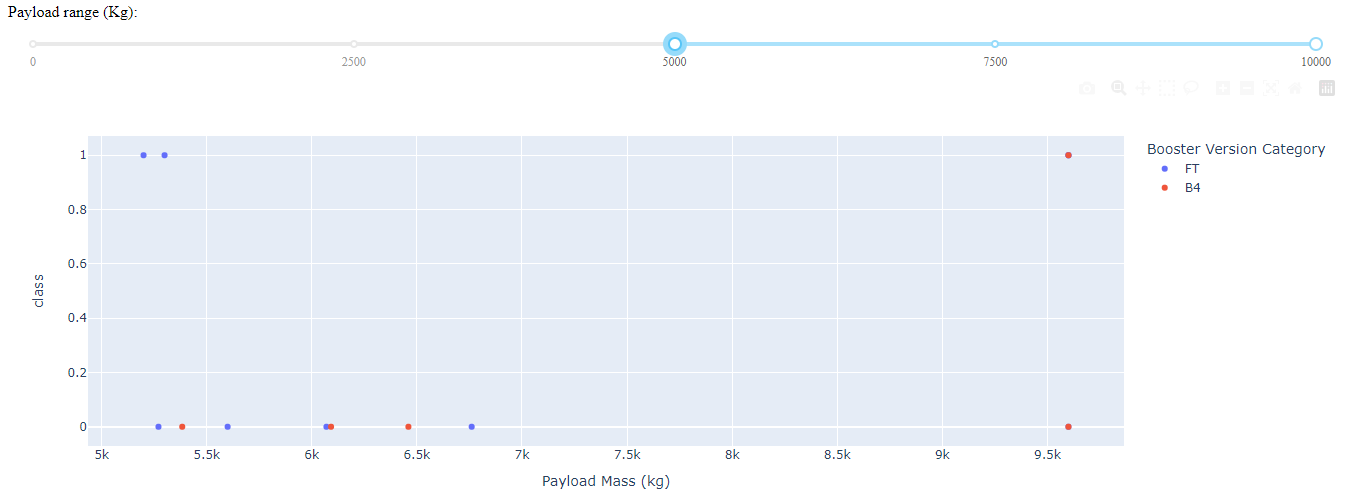 Payload range (Kg):
0 2500 5000 7500 10000
Booster Version Category
FT
B4
1
0.8
0.6
0.4
0.2
0
class
5k 5.5k 6k 6.5k 7k 7.5k 8k 8.5k 9k 9.5k
Payload Mass (kg)